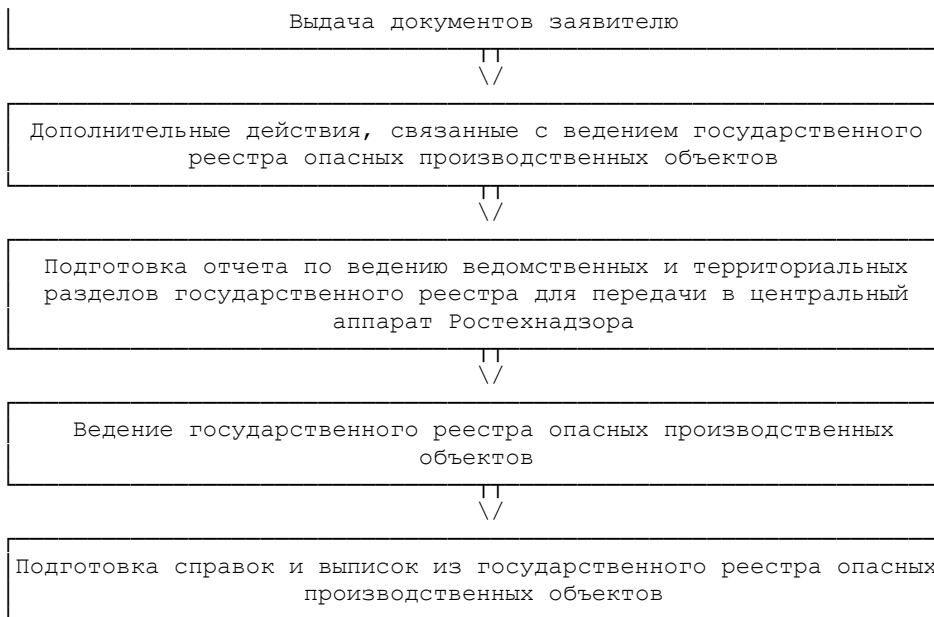 Выдача документов заявителю
Дополнительные действия, связанные с ведением государственного
реестра опасных производственных объектов
Подготовка отчета по ведению ведомственных и территориальных
разделов государственного реестра для передачи в центральный
аппарат Ростехнадзора
Ведение государственного реестра опасных производственных
объектов
Подготовка справок и выписок из государственного реестра опасных
производственных объектов